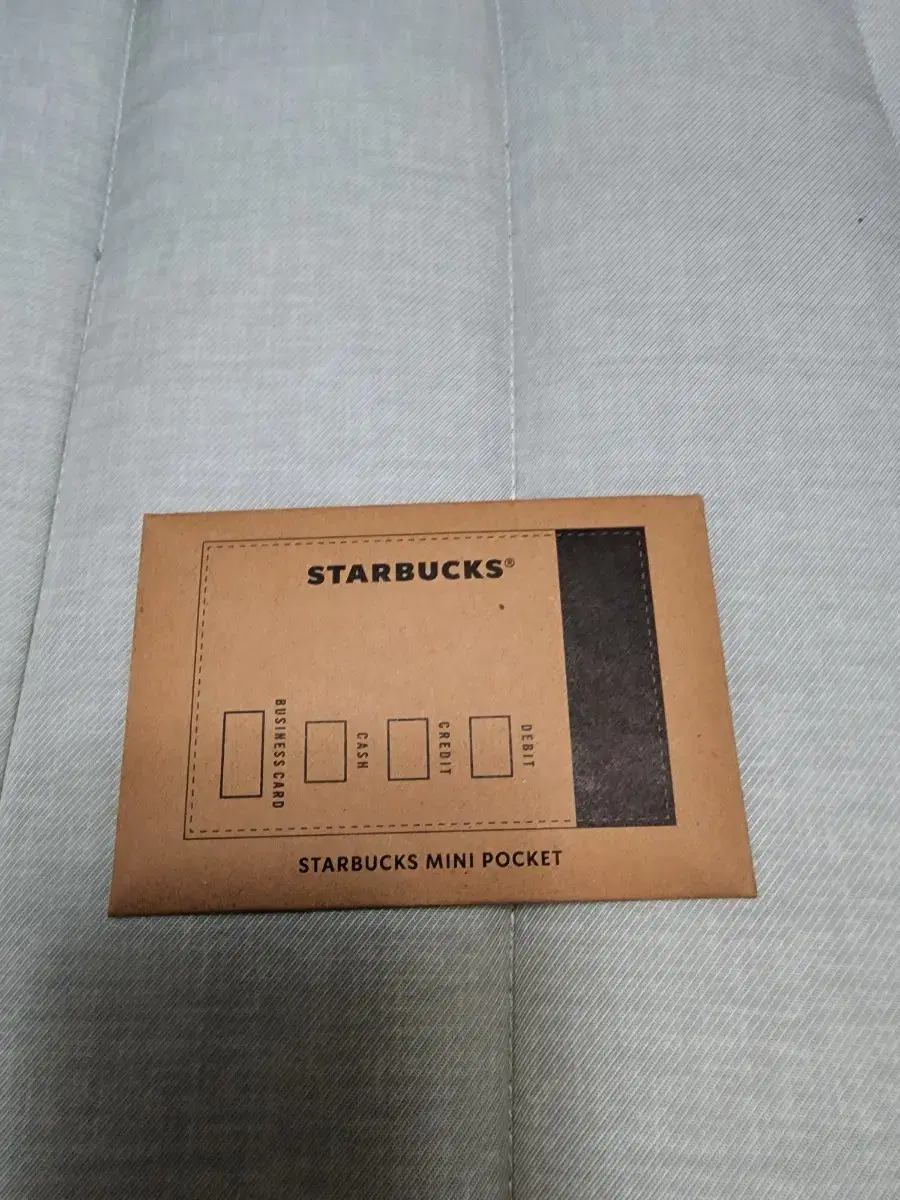 STARBUCKS®
BUSINESS CARD
CASH
CREDIT
DEBIT
STARBUCKS MINI POCKET